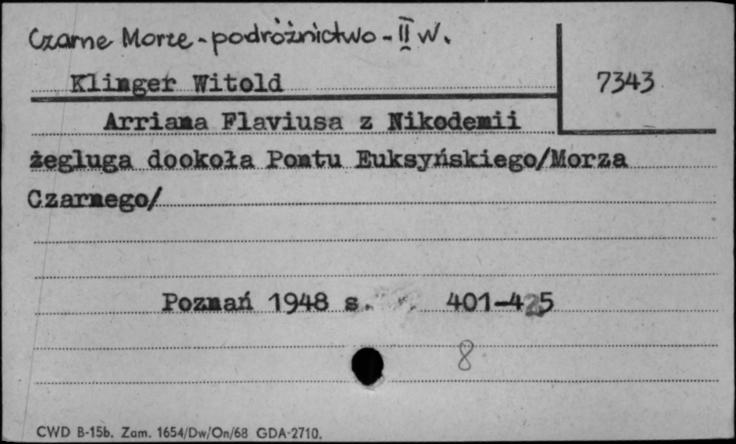 Czarne Morze - podróżnictwo - II w.
Klinger Witold
7343
Arriana Flaviusa z Nikodemii
żegluga dookoła Pontu Euksyńskiego/Morza
Czarnego/
Poznań 1948 s. 401-425
8
CWD B-15b. Zam. 1654/Dw/On/68 GDA-2710.